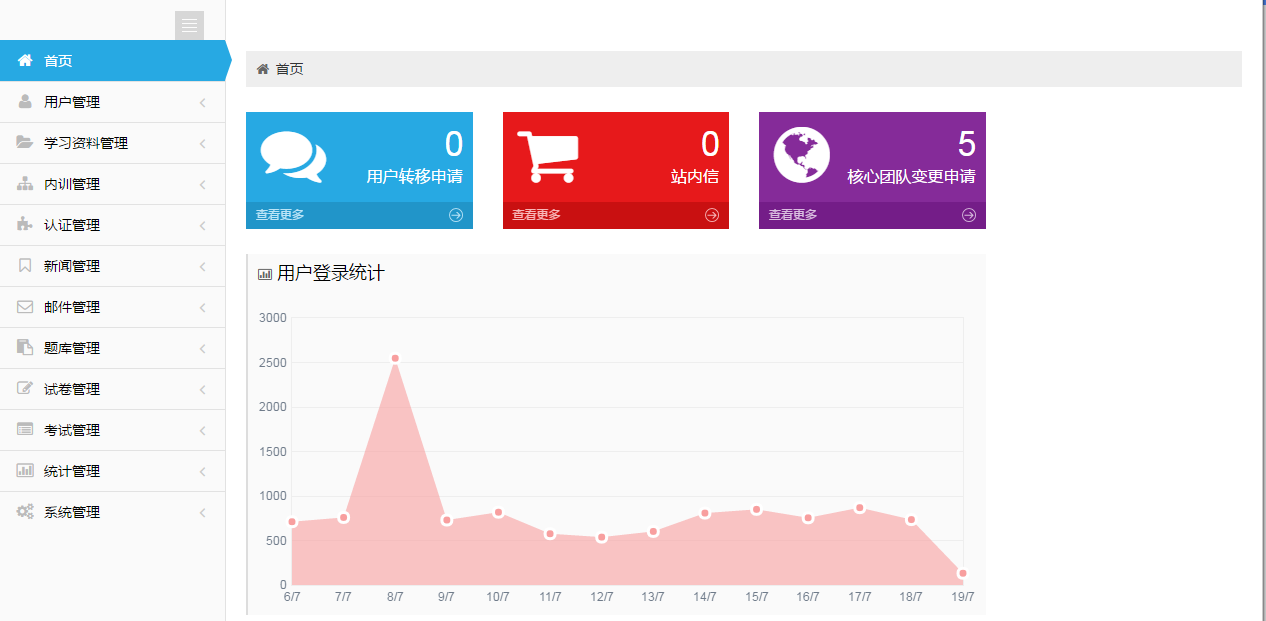 首页
用户管理
学习资料管理
内训管理
认证管理
新闻管理
邮件管理
题库管理
试卷管理
考试管理
统计管理
系统管理
首页
0
用户转移申请
查看更多
0
站内信
查看更多
5
核心团队变更申请
查看更多
用户登录统计
3000
2500
2000
1500
1000
500
0
6/7 7/7 8/7 9/7 10/7 11/7 12/7 13/7 14/7 15/7 16/7 17/7 18/7 19/7